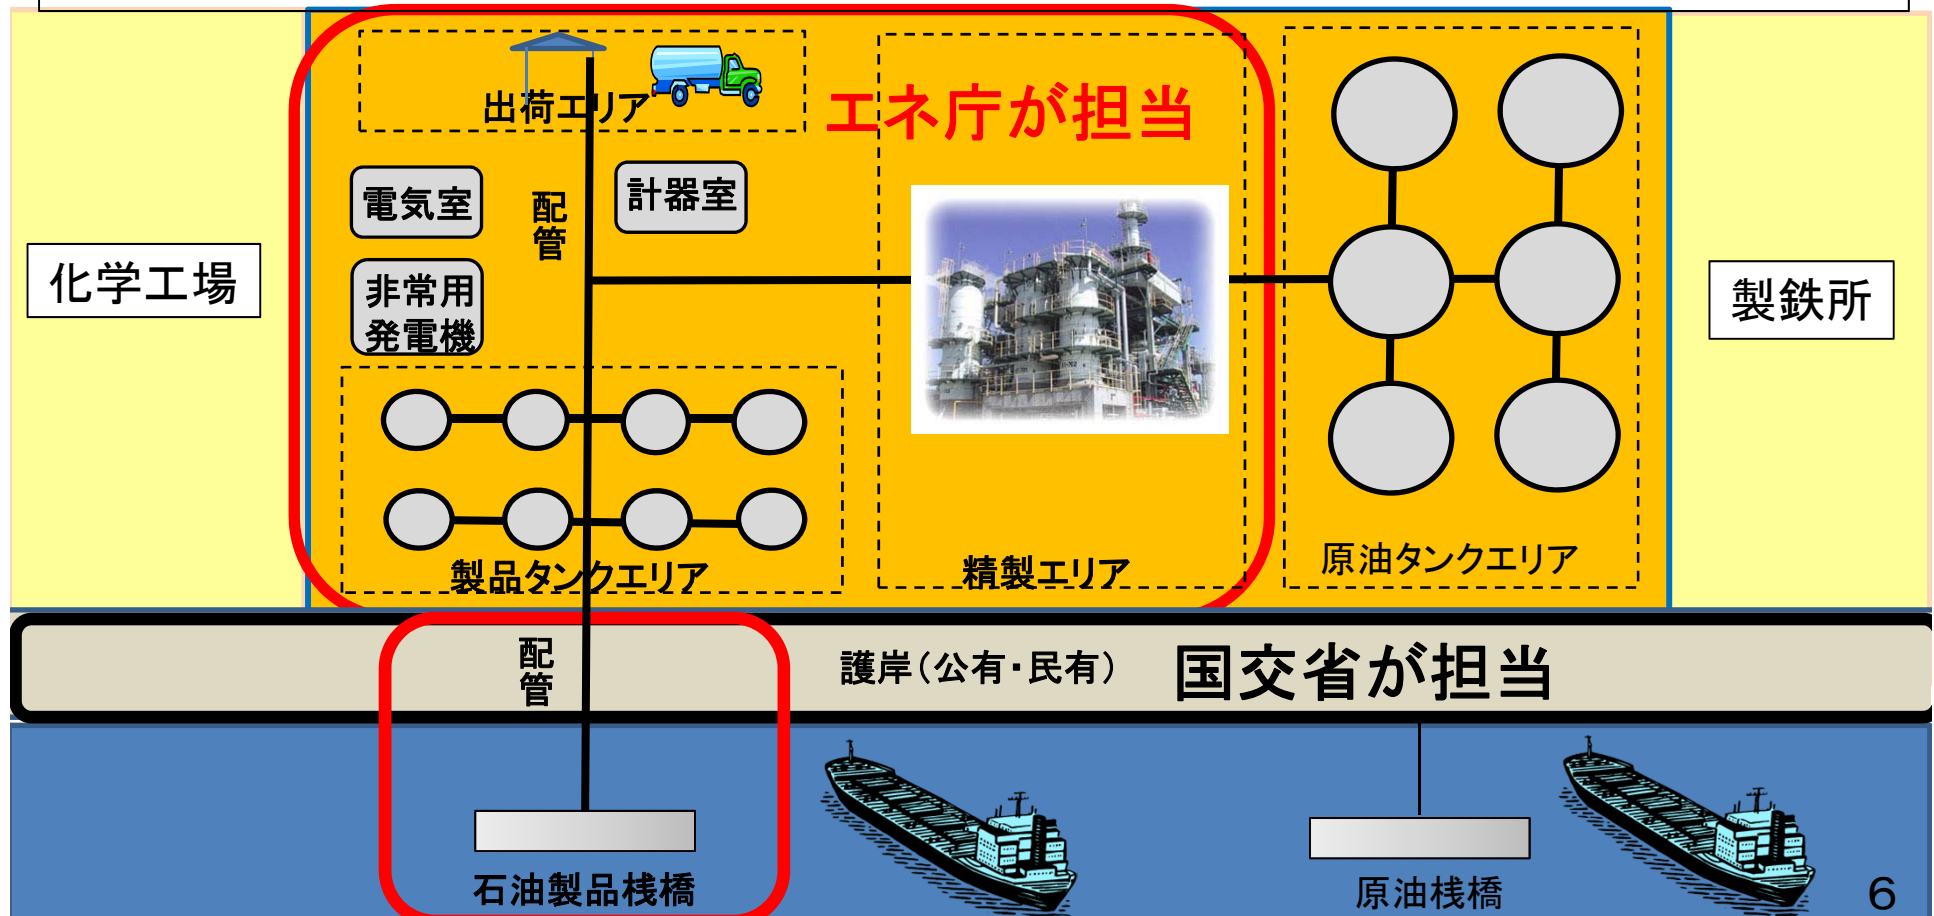 出荷エリア
エネ庁が担当
電気室
配
管
計器室
化学工場
非常用
発電機
製鉄所
製品タンクエリア
精製エリア
原油タンクエリア
配
管
護岸(公有・民有)
国交省が担当
石油製品桟橋
原油桟橋
6